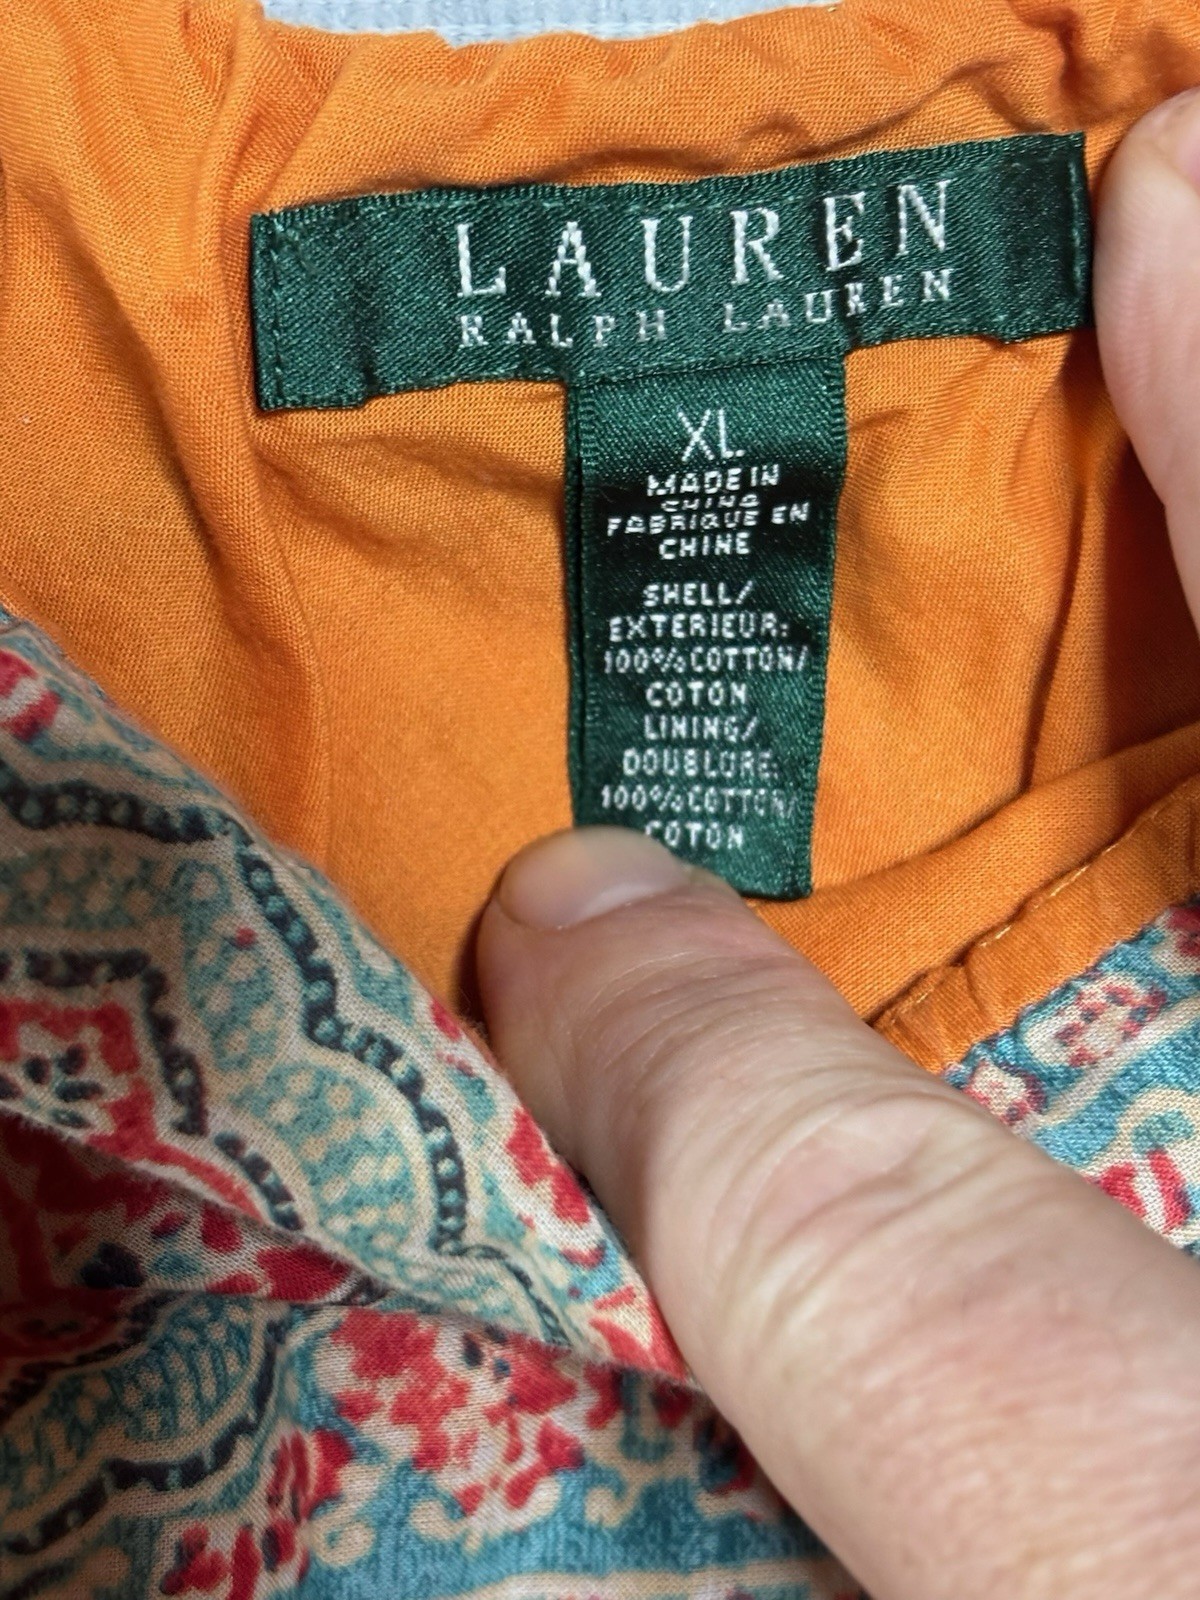 LAUREN
RALPH LAUREN
XL
MADE IN
CHINA
FABRIQUE EN
CHINE
SHELL/
EXTERIEUR:
100% COTTON/
COTON
LINING/
DOUBLURE:
100% COTTON/
COTON